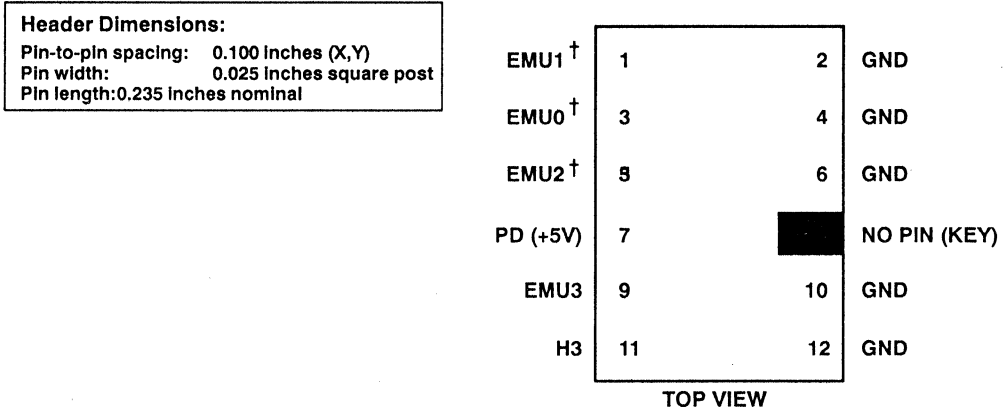 Header Dimensions:
Pin-to-pin spacing: 0.100 inches (X,Y)
Pin width: 0.025 inches square post
Pin length:0.235 inches nominal
EMU1† 1 2 GND
EMU0† 3 4 GND
EMU2† 5 6 GND
PD (+5V) 7 NO PIN (KEY)
EMU3 9 10 GND
H3 11 12 GND
TOP VIEW